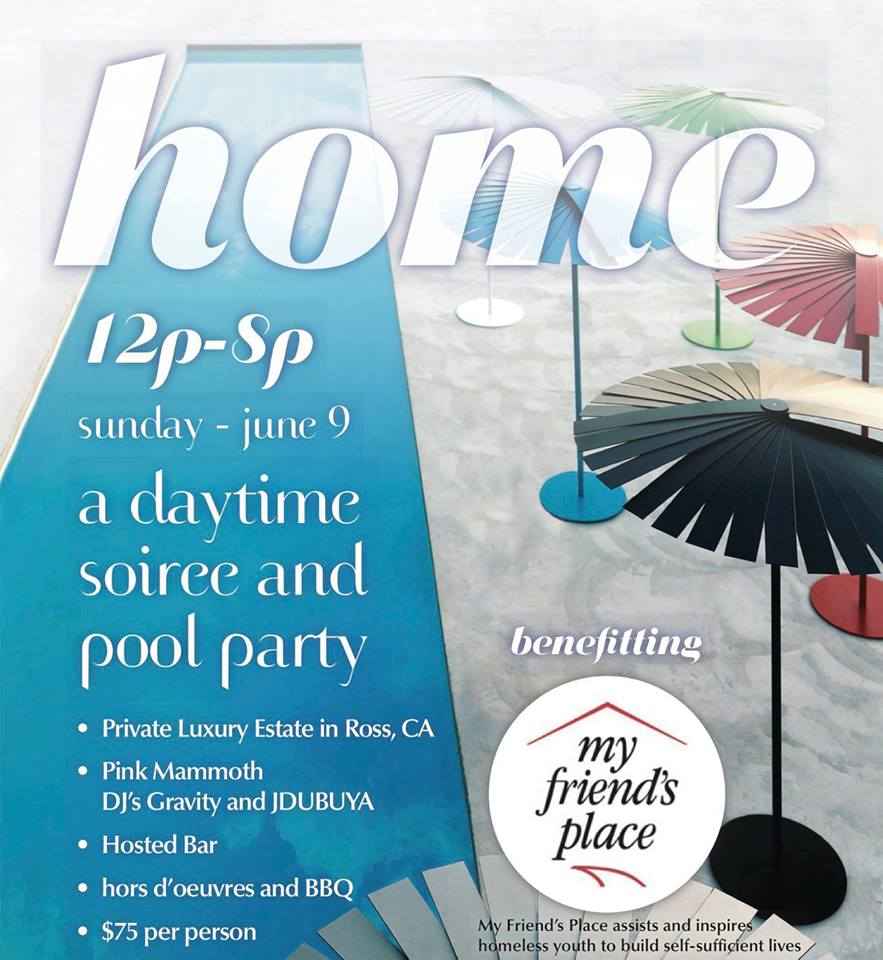 home
12p-8p
sunday - june 9
a daytime
soiree and
pool party
• Private Luxury Estate in Ross, CA
• Pink Mammoth
DJ's Gravity and JDUBUYA
• Hosted Bar
• hors d'oeuvres and BBQ
• $75 per person
benefitting
my
friend's
place
My Friend's Place assists and inspires
homeless youth to build self-sufficient lives